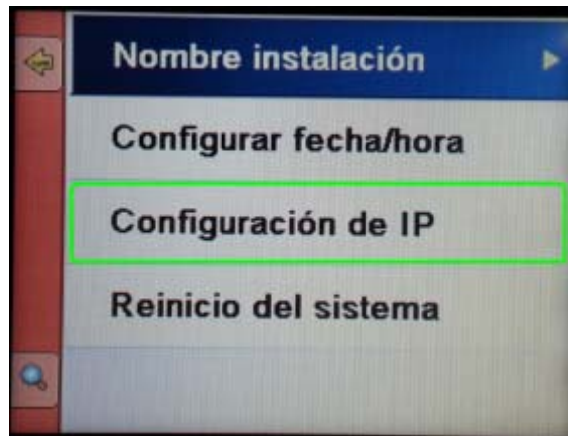 Nombre instalación
Configurar fecha/hora
Configuración de IP
Reinicio del sistema